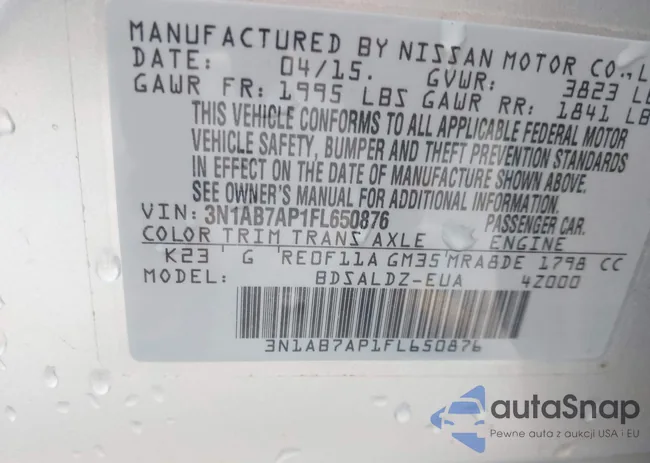 MANUFACTURED BY NISSAN MOTOR CO., L
DATE: 04/15. GVWR: 3823 L
GAWR FR: 1995 LBS GAWR RR: 1841 LB
THIS VEHICLE CONFORMS TO ALL APPLICABLE FEDERAL MOTOR
VEHICLE SAFETY, BUMPER AND THEFT PREVENTION STANDARDS
IN EFFECT ON THE DATE OF MANUFACTURE SHOWN ABOVE.
SEE OWNER'S MANUFAL FOR ADDITIONAL INFORMATION.
VIN: 3N1AB7AP1FL650876 PASSENGER CAR.
COLOR TRIM TRANS/AXLE ENGINE
K23 G RE0F11A GM35 MRA8DE 1798 CC
MODEL: BDSALDZ-EUA 4Z000
3N1AB7AP1FL650876
autaSnap
Pewne auta z aukcji USA i EU